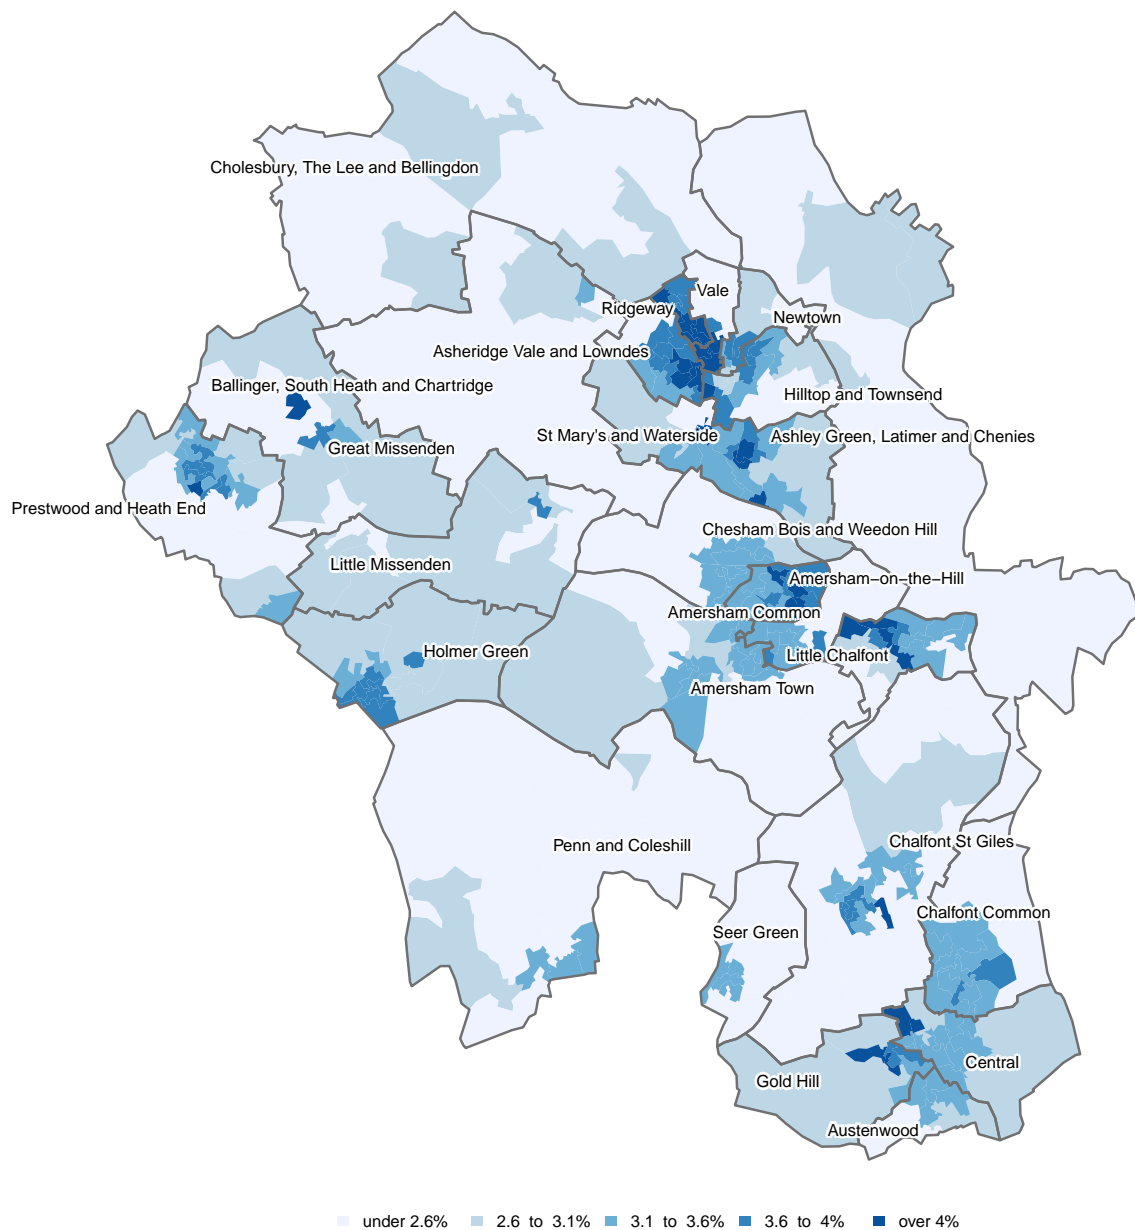 Cholesbury, The Lee and Bellingdon
Vale
Ridgeway
Newtown
Asheridge Vale and Lowndes
Ballinger, South Heath and Chartridge
Hilltop and Townsend
St Mary's and Waterside
Ashley Green, Latimer and Chenies
Great Missenden
Prestwood and Heath End
Chesham Bois and Weedon Hill
Little Missenden
Amersham−on−the−Hill
Amersham Common
Holmer Green
Little Chalfont
Amersham Town
Chalfont St Giles
Penn and Coleshill
Chalfont Common
Seer Green
Central
Gold Hill
Austenwood
under 2.6% 2.6 to 3.1% 3.1 to 3.6% 3.6 to 4% over 4%